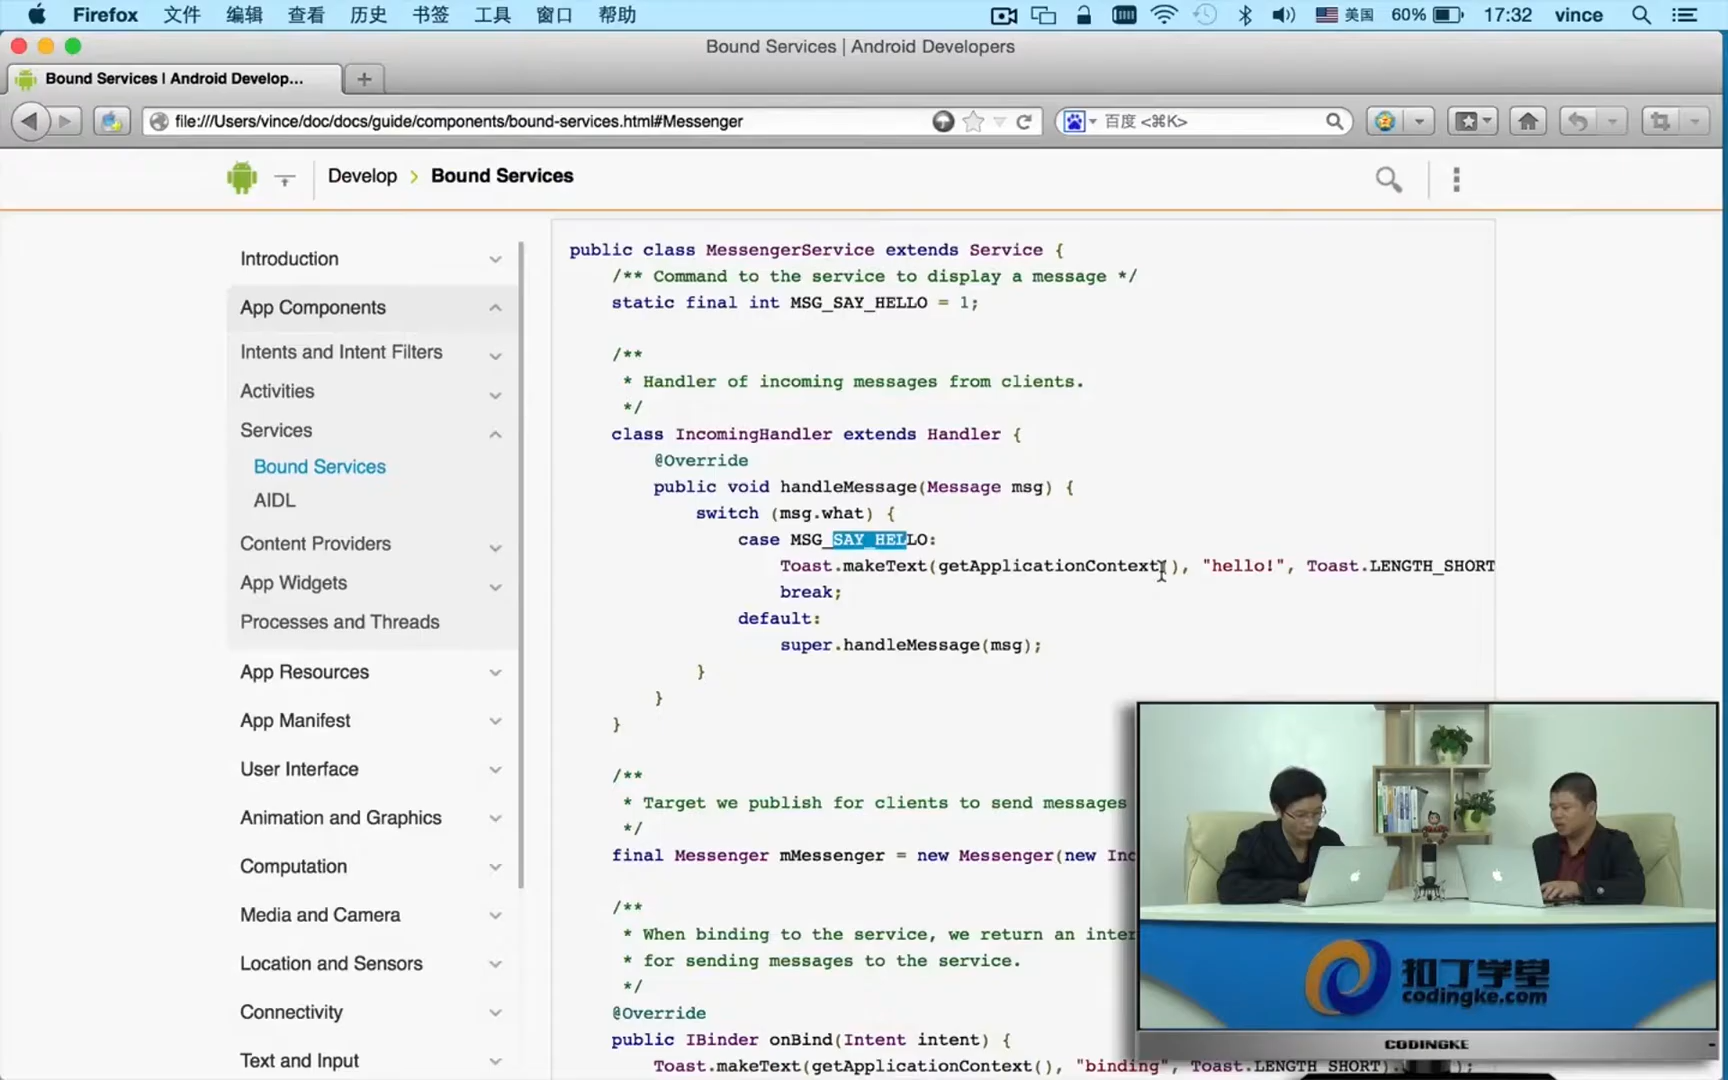 Firefox 文件 编辑 查看 历史 书签 工具 窗口 帮助 美国 60% 17:32 vince
Bound Services | Android Developers
Bound Services | Android Develop...
file:///Users/vince/doc/docs/guide/components/bound-services.html#Messenger 百度 <⌘K>
Develop > Bound Services
Introduction
App Components
Intents and Intent Filters
Activities
Services
Bound Services
AIDL
Content Providers
App Widgets
Processes and Threads
App Resources
App Manifest
User Interface
Animation and Graphics
Computation
Media and Camera
Location and Sensors
Connectivity
Text and Input
public class MessengerService extends Service {
/** Command to the service to display a message */
static final int MSG_SAY_HELLO = 1;
/**
* Handler of incoming messages from clients.
*/
class IncomingHandler extends Handler {
@Override
public void handleMessage(Message msg) {
switch (msg.what) {
case MSG_SAY_HELLO:
Toast.makeText(getApplicationContext(), "hello!", Toast.LENGTH_SHORT
break;
default:
super.handleMessage(msg);
}
}
}
/**
* Target we publish for clients to send messages
*/
final Messenger mMessenger = new Messenger(new Inc
/**
* When binding to the service, we return an inter
* for sending messages to the service.
*/
@Override
public IBinder onBind(Intent intent) {
Toast.makeText(getApplicationContext(), "binding", Toast.LENGTH_SHORT)
扣丁学堂
codingke.com
CODINGKE